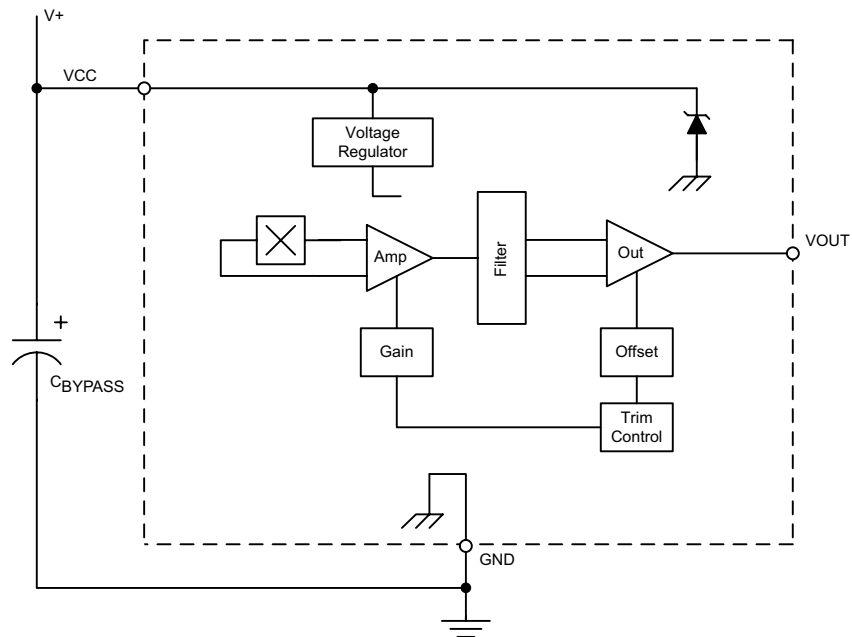 V+
VCC
Voltage
Regulator
VOUT
Amp
Filter
Out
+
Gain
Offset
CBYPASS
Trim
Control
GND